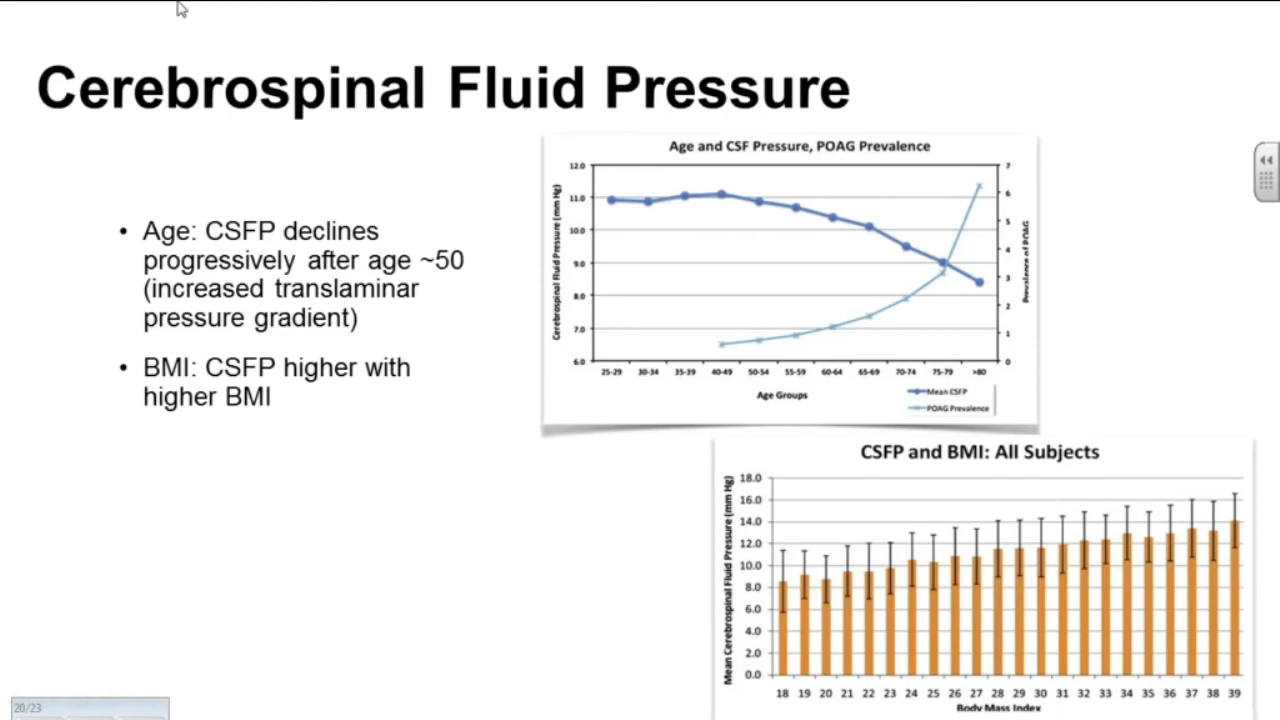 Cerebrospinal Fluid Pressure
• Age: CSFP declines
progressively after age ~50
(increased translaminar
pressure gradient)
• BMI: CSFP higher with
higher BMI
Age and CSF Pressure, POAG Prevalence
Cerebrospinal Fluid Pressure (mm Hg)
12.0
11.0
10.0
9.0
8.0
7.0
6.0
7
6
5
4
3
2
1
0
Prevalence of POAG
25-29 30-34 35-39 40-49 50-54 55-59 60-64 65-69 70-74 75-79 >80
Age Groups
Mean CSFP
POAG Prevalence
CSFP and BMI: All Subjects
Mean Cerebrospinal Fluid Pressure (mm Hg)
18.0
16.0
14.0
12.0
10.0
8.0
6.0
4.0
2.0
0.0
18 19 20 21 22 23 24 25 26 27 28 29 30 31 32 33 34 35 36 37 38 39
Body Mass Index
20/23